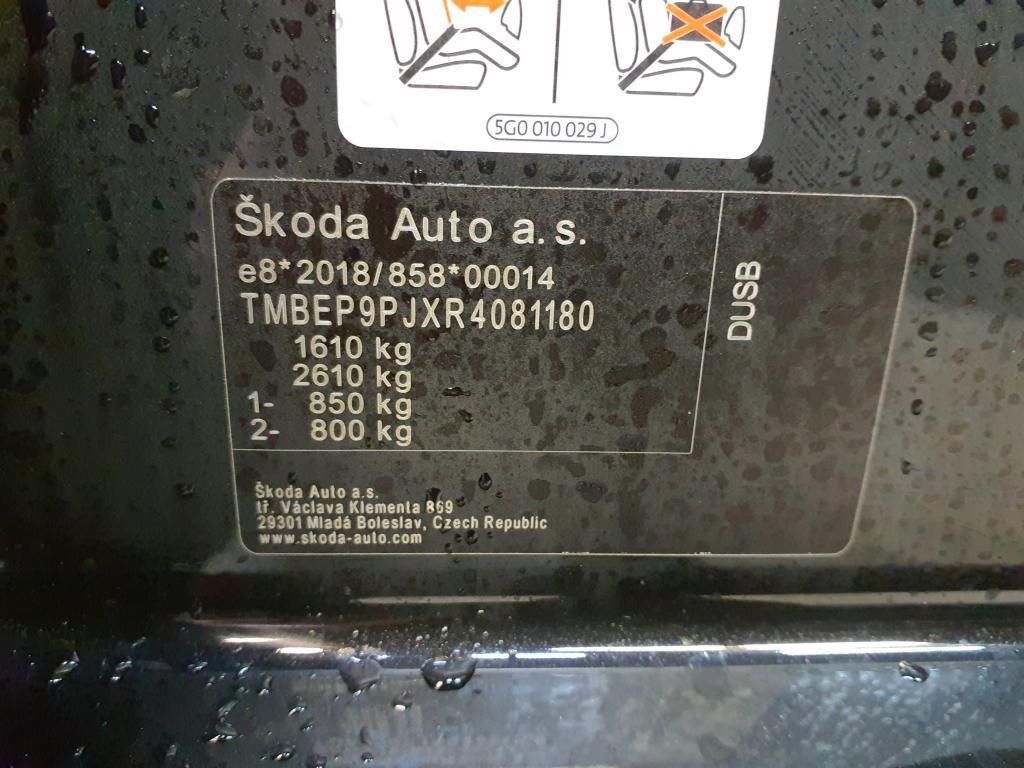 5G0 010 029 J
Škoda Auto a.s.
e8*2018/858*00014
TMBEP9PJXR4081180
1610 kg
2610 kg
1- 850 kg
2- 800 kg
DUSB
Škoda Auto a.s.
tř. Václava Klementa 869
29301 Mladá Boleslav, Czech Republic
www.skoda-auto.com